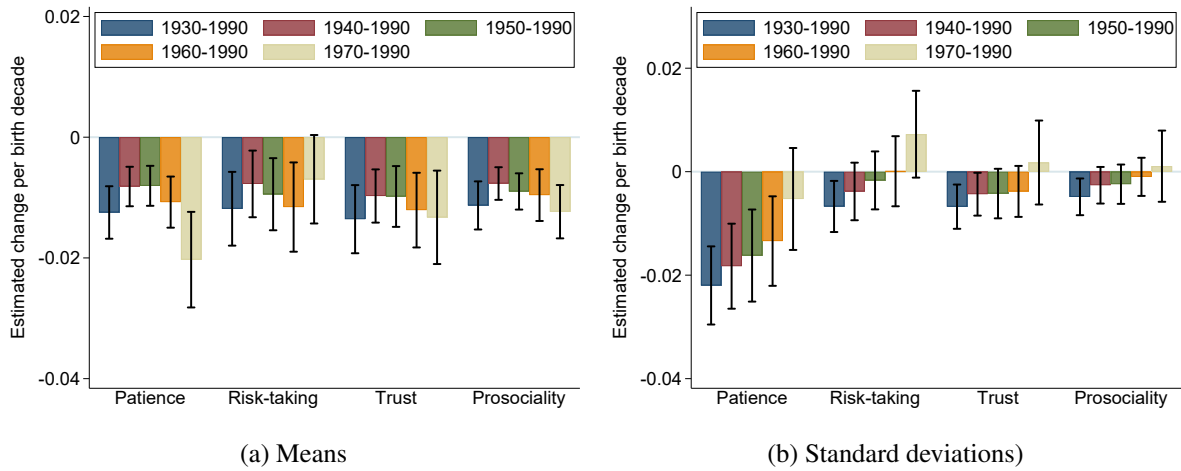 Estimated change per birth decade
0.02
0
-0.02
-0.04
1930-1990 1940-1990 1950-1990
1960-1990 1970-1990
Patience Risk-taking Trust Prosociality
(a) Means
Estimated change per birth decade
0.02
0
-0.02
-0.04
1930-1990 1940-1990 1950-1990
1960-1990 1970-1990
Patience Risk-taking Trust Prosociality
(b) Standard deviations)